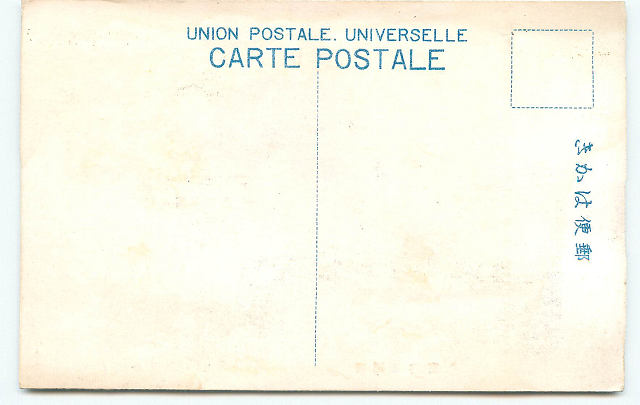 UNION POSTALE. UNIVERSELLE
CARTE POSTALE
郵便はかき